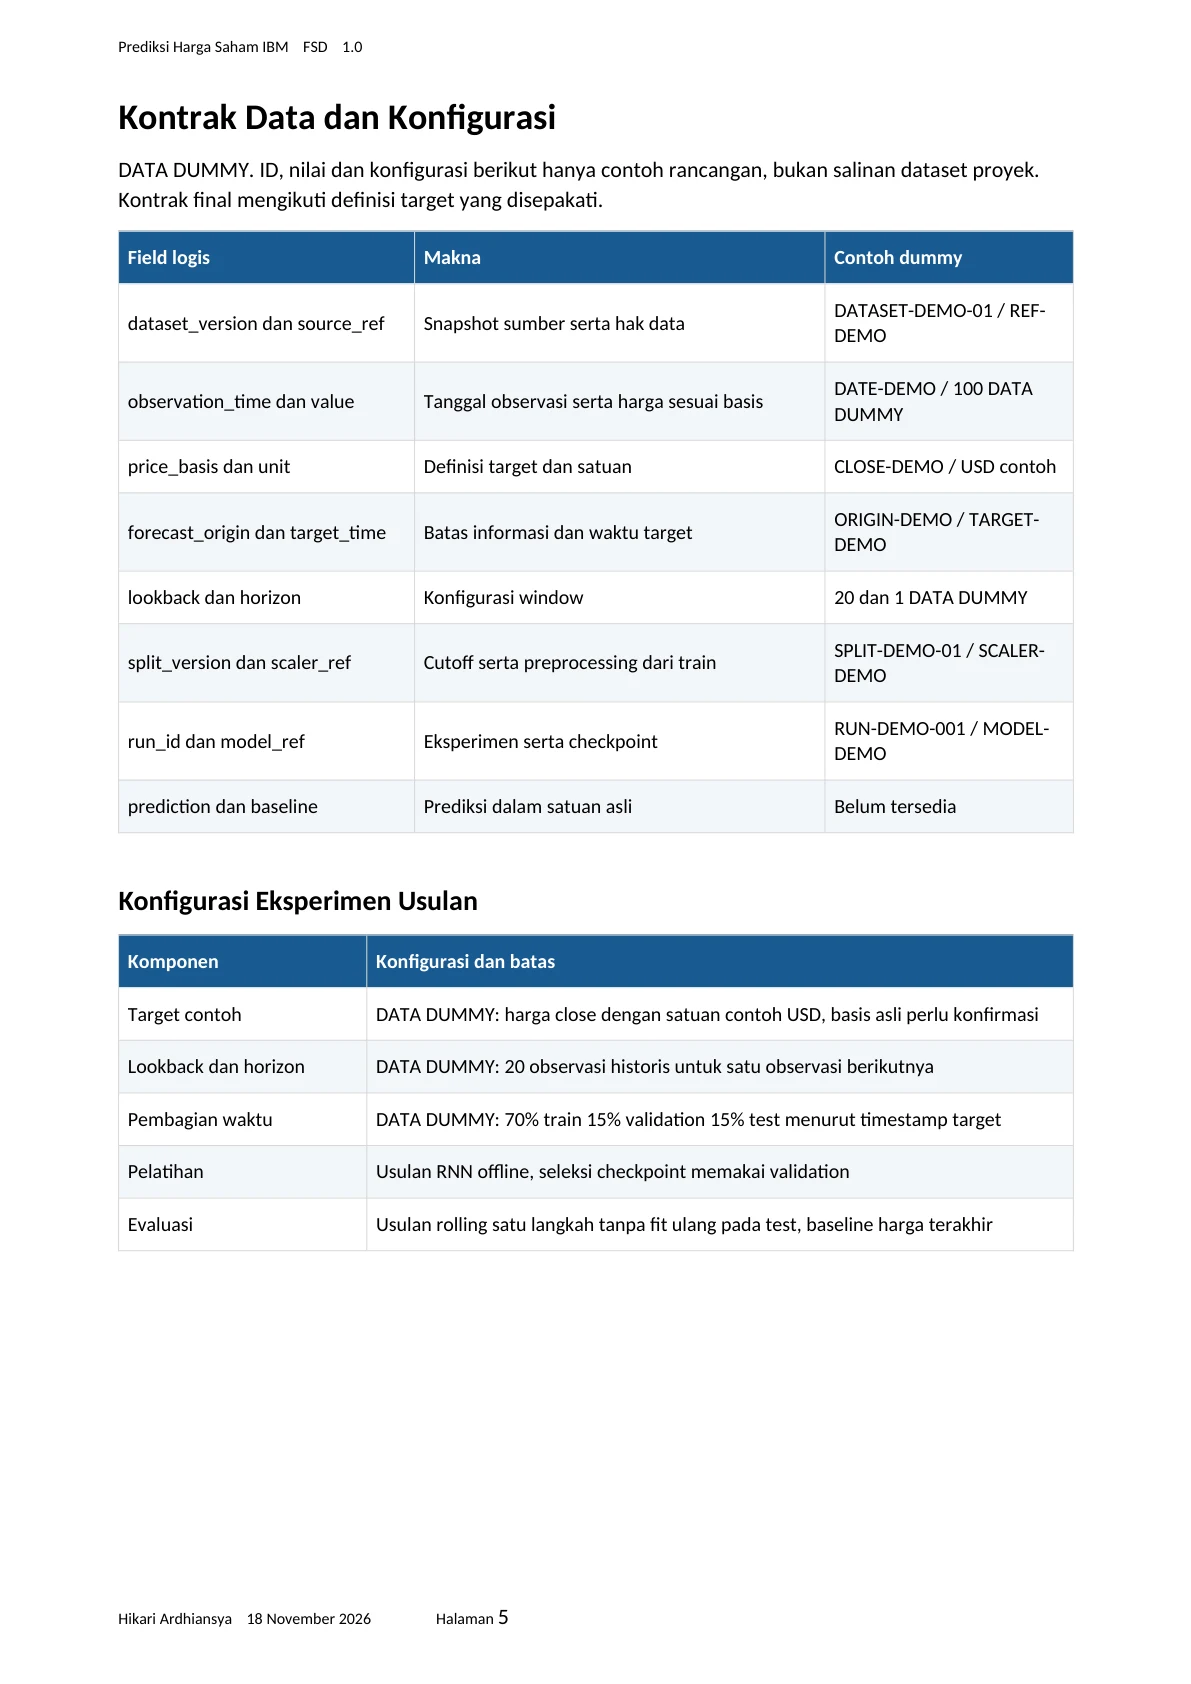 Prediksi Harga Saham IBM FSD 1.0
Kontrak Data dan Konfigurasi
DATA DUMMY. ID, nilai dan konfigurasi berikut hanya contoh rancangan, bukan salinan dataset proyek.
Kontrak final mengikuti definisi target yang disepakati.
Field logis Makna Contoh dummy
dataset_version dan source_ref Snapshot sumber serta hak data DATASET-DEMO-01 / REF-
DEMO
observation_time dan value Tanggal observasi serta harga sesuai basis DATE-DEMO / 100 DATA
DUMMY
price_basis dan unit Definisi target dan satuan CLOSE-DEMO / USD contoh
forecast_origin dan target_time Batas informasi dan waktu target ORIGIN-DEMO / TARGET-
DEMO
lookback dan horizon Konfigurasi window 20 dan 1 DATA DUMMY
split_version dan scaler_ref Cutoff serta preprocessing dari train SPLIT-DEMO-01 / SCALER-
DEMO
run_id dan model_ref Eksperimen serta checkpoint RUN-DEMO-001 / MODEL-
DEMO
prediction dan baseline Prediksi dalam satuan asli Belum tersedia
Konfigurasi Eksperimen Usulan
Komponen Konfigurasi dan batas
Target contoh DATA DUMMY: harga close dengan satuan contoh USD, basis asli perlu konfirmasi
Lookback dan horizon DATA DUMMY: 20 observasi historis untuk satu observasi berikutnya
Pembagian waktu DATA DUMMY: 70% train 15% validation 15% test menurut timestamp target
Pelatihan Usulan RNN offline, seleksi checkpoint memakai validation
Evaluasi Usulan rolling satu langkah tanpa fit ulang pada test, baseline harga terakhir
Hikari Ardhiansya 18 November 2026 Halaman 5